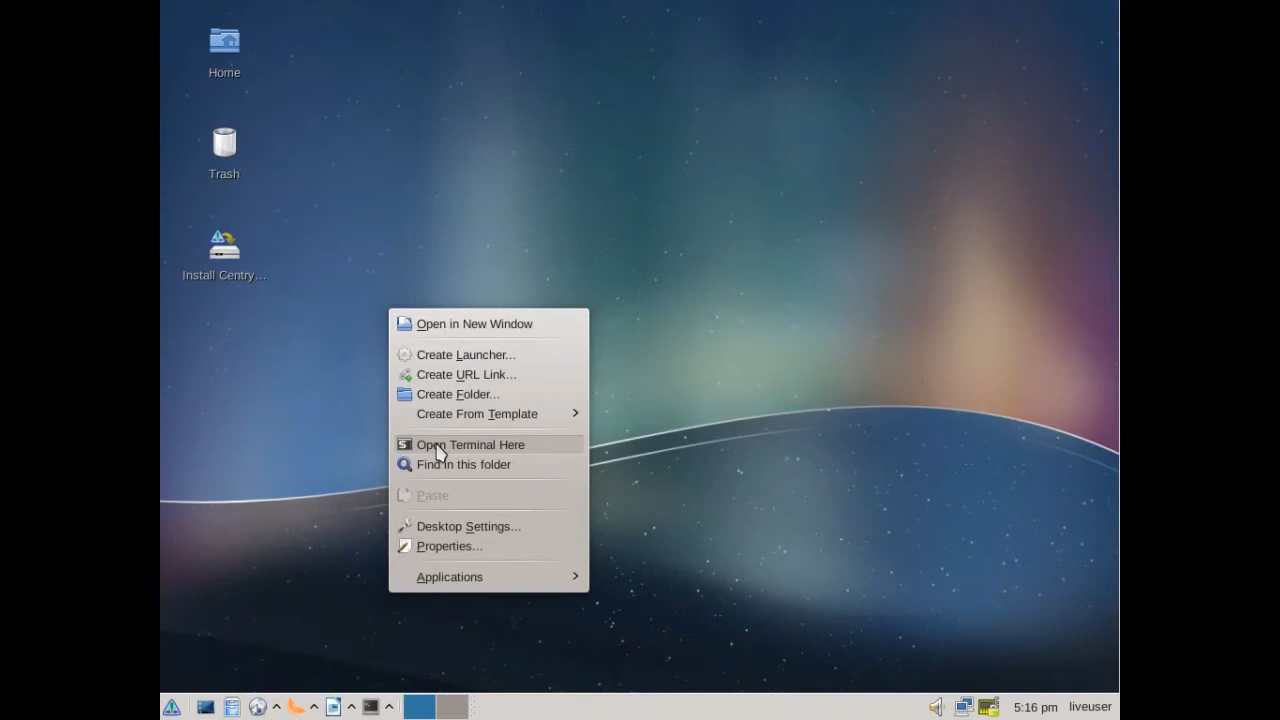 Home
Trash
Install Centry...
Open in New Window
Create Launcher...
Create URL Link...
Create Folder...
Create From Template
Open Terminal Here
Find in this folder
Paste
Desktop Settings...
Properties...
Applications
5:16 pm liveuser